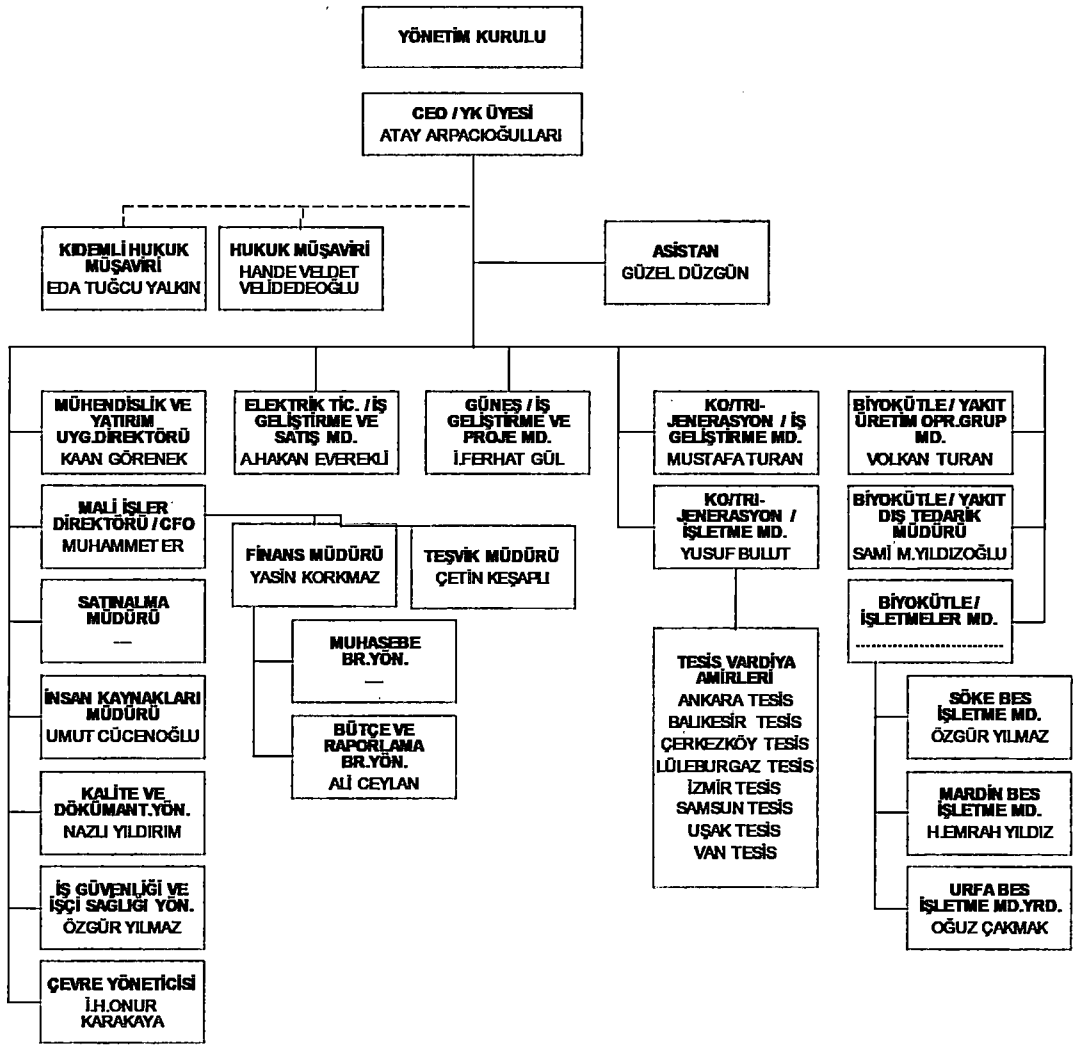 YÖNETİM KURULU
CEO / YK ÜYESİ
ATAY ARPACIOĞULLARI
KIDEMLİ HUKUK
MÜŞAVİRİ
EDA TUĞCU YALKIN
HUKUK MÜŞAVİRİ
HANDE VELDET
VELİDEDEOĞLU
ASİSTAN
GÜZEL DÜZGÜN
MÜHENDİSLİK VE
YATIRIM
UYG.DİREKTÖRÜ
KAAN GÖRENEK
ELEKTRİK TİC. / İŞ
GELİŞTİRME VE
SATIŞ MD.
A.HAKAN EVEREKLİ
GÜNEŞ / İŞ
GELİŞTİRME VE
PROJE MD.
İ.FERHAT GÜL
KO/TRI-
JENERASYON / İŞ
GELİŞTİRME MD.
MUSTAFA TURAN
BİYOKÜTLE / YAKIT
ÜRETİM OPR.GRUP
MD.
VOLKAN TURAN
MALİ İŞLER
DİREKTÖRÜ / CFO
MUHAMMET ER
FİNANS MÜDÜRÜ
YASİN KORKMAZ
TEŞVİK MÜDÜRÜ
ÇETİN KEŞAPLI
KO/TRI-
JENERASYON /
İŞLETME MD.
YUSUF BULUT
BİYOKÜTLE / YAKIT
DIŞ TEDARİK
MÜDÜRÜ
SAMİ M.YILDIZOĞLU
SATINALMA
MÜDÜRÜ
—
MUHASEBE
BR.YÖN.
—
BİYOKÜTLE /
İŞLETMELER MD.
..............................
İNSAN KAYNAKLARI
MÜDÜRÜ
UMUT CÜCENOĞLU
BÜTÇE VE
RAPORLAMA
BR.YÖN.
ALİ CEYLAN
TESİS VARDİYA
AMİRLERİ
ANKARA TESİS
BALIKESİR TESİS
ÇERKEZKÖY TESİS
LÜLEBURGAZ TESİS
İZMİR TESİS
SAMSUN TESİS
UŞAK TESİS
VAN TESİS
SÖKE BES
İŞLETME MD.
ÖZGÜR YILMAZ
KALİTE VE
DÖKÜMANT.YÖN.
NAZLI YILDIRIM
MARDİN BES
İŞLETME MD.
H.EMRAH YILDIZ
İŞ GÜVENLİĞİ VE
İŞÇİ SAĞLIĞI YÖN.
ÖZGÜR YILMAZ
URFA BES
İŞLETME MD.YRD.
OĞUZ ÇAKMAK
ÇEVRE YÖNETİCİSİ
İ.H.ONUR
KARAKAYA